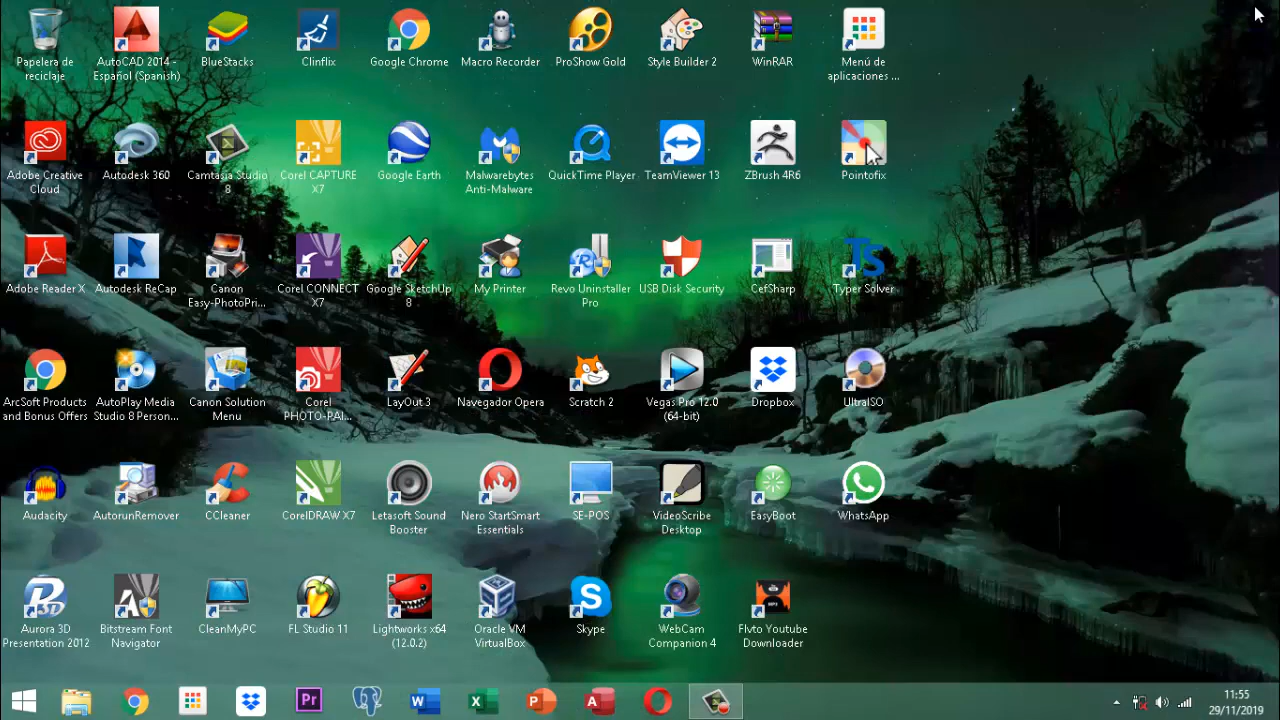 Papelera de
reciclaje
AutoCAD 2014 -
Español (Spanish)
BlueStacks
Clinflix
Google Chrome
Macro Recorder
ProShow Gold
Style Builder 2
WinRAR
Menú de
aplicaciones ...
Adobe Creative
Cloud
Autodesk 360
Camtasia Studio
8
Corel CAPTURE
X7
Google Earth
Malwarebytes
Anti-Malware
QuickTime Player
TeamViewer 13
ZBrush 4R6
Pointofix
Adobe Reader X
Autodesk ReCap
Canon
Easy-PhotoPri...
Corel CONNECT
X7
Google SketchUp
8
My Printer
Revo Uninstaller
Pro
USB Disk Security
CefSharp
TS
Typer Solver
ArcSoft Products
and Bonus Offers
AutoPlay Media
Studio 8 Person...
Canon Solution
Menu
Corel
PHOTO-PAI...
LayOut 3
Navegador Opera
Scratch 2
Vegas Pro 12.0
(64-bit)
Dropbox
UltraISO
Audacity
AutorunRemover
CCleaner
CorelDRAW X7
Letasoft Sound
Booster
Nero StartSmart
Essentials
SE-POS
VideoScribe
Desktop
EasyBoot
WhatsApp
Aurora 3D
Presentation 2012
Bitstream Font
Navigator
CleanMyPC
FL Studio 11
Lightworks x64
(12.0.2)
Oracle VM
VirtualBox
Skype
WebCam
Companion 4
Flvto Youtube
Downloader
Pr
11:55
29/11/2019